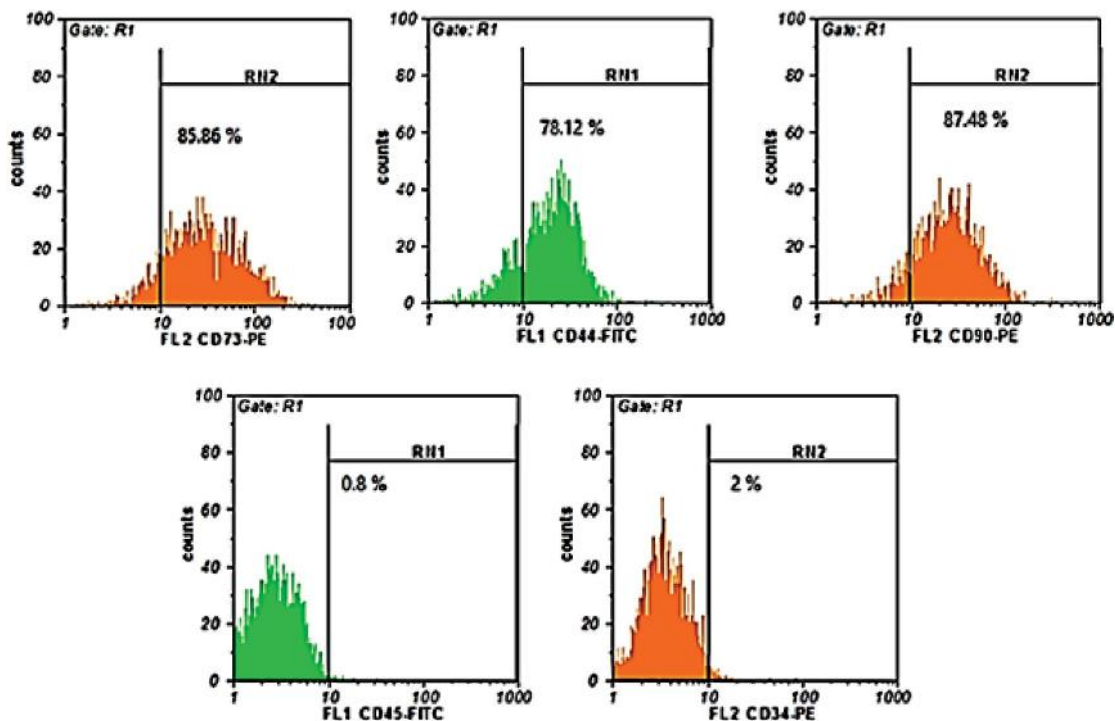 Gate: R1
RN2
85.86 %
counts
100
80
60
40
20
0
1 10 100 100
FL2 CD73-PE
Gate: R1
RN1
78.12 %
counts
100
80
60
40
20
0
1 10 100 1000
FL1 CD44-FITC
Gate: R1
RN2
87.48 %
counts
100
80
60
40
20
0
1 10 100 1000
FL2 CD90-PE
Gate: R1
RN1
0.8 %
counts
100
80
60
40
20
0
1 10 100 1000
FL1 CD45-FITC
Gate: R1
RN2
2 %
counts
100
80
60
40
20
0
1 10 100 1000
FL2 CD34-PE